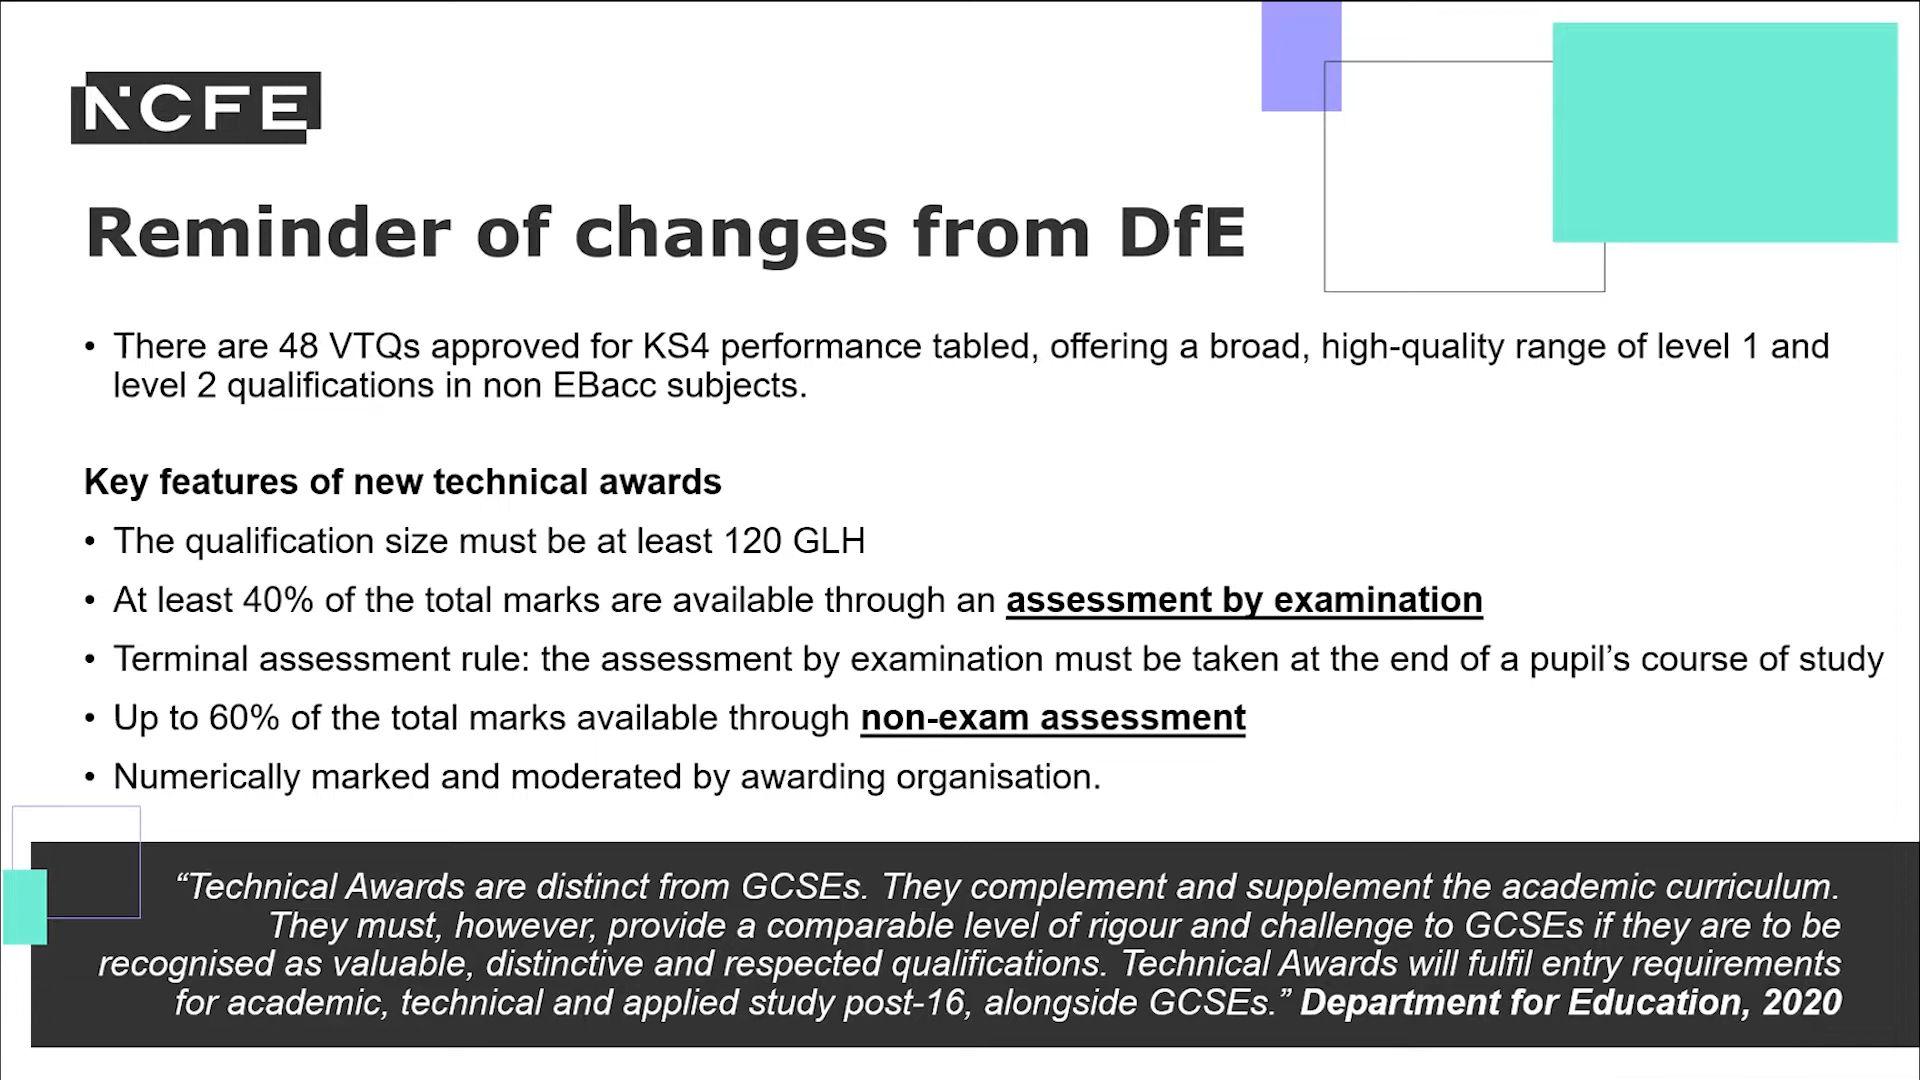 NCFE
Reminder of changes from DfE
• There are 48 VTQs approved for KS4 performance tabled, offering a broad, high-quality range of level 1 and
level 2 qualifications in non EBacc subjects.
Key features of new technical awards
• The qualification size must be at least 120 GLH
• At least 40% of the total marks are available through an assessment by examination
• Terminal assessment rule: the assessment by examination must be taken at the end of a pupil’s course of study
• Up to 60% of the total marks available through non-exam assessment
• Numerically marked and moderated by awarding organisation.
“Technical Awards are distinct from GCSEs. They complement and supplement the academic curriculum.
They must, however, provide a comparable level of rigour and challenge to GCSEs if they are to be
recognised as valuable, distinctive and respected qualifications. Technical Awards will fulfil entry requirements
for academic, technical and applied study post-16, alongside GCSEs.” Department for Education, 2020